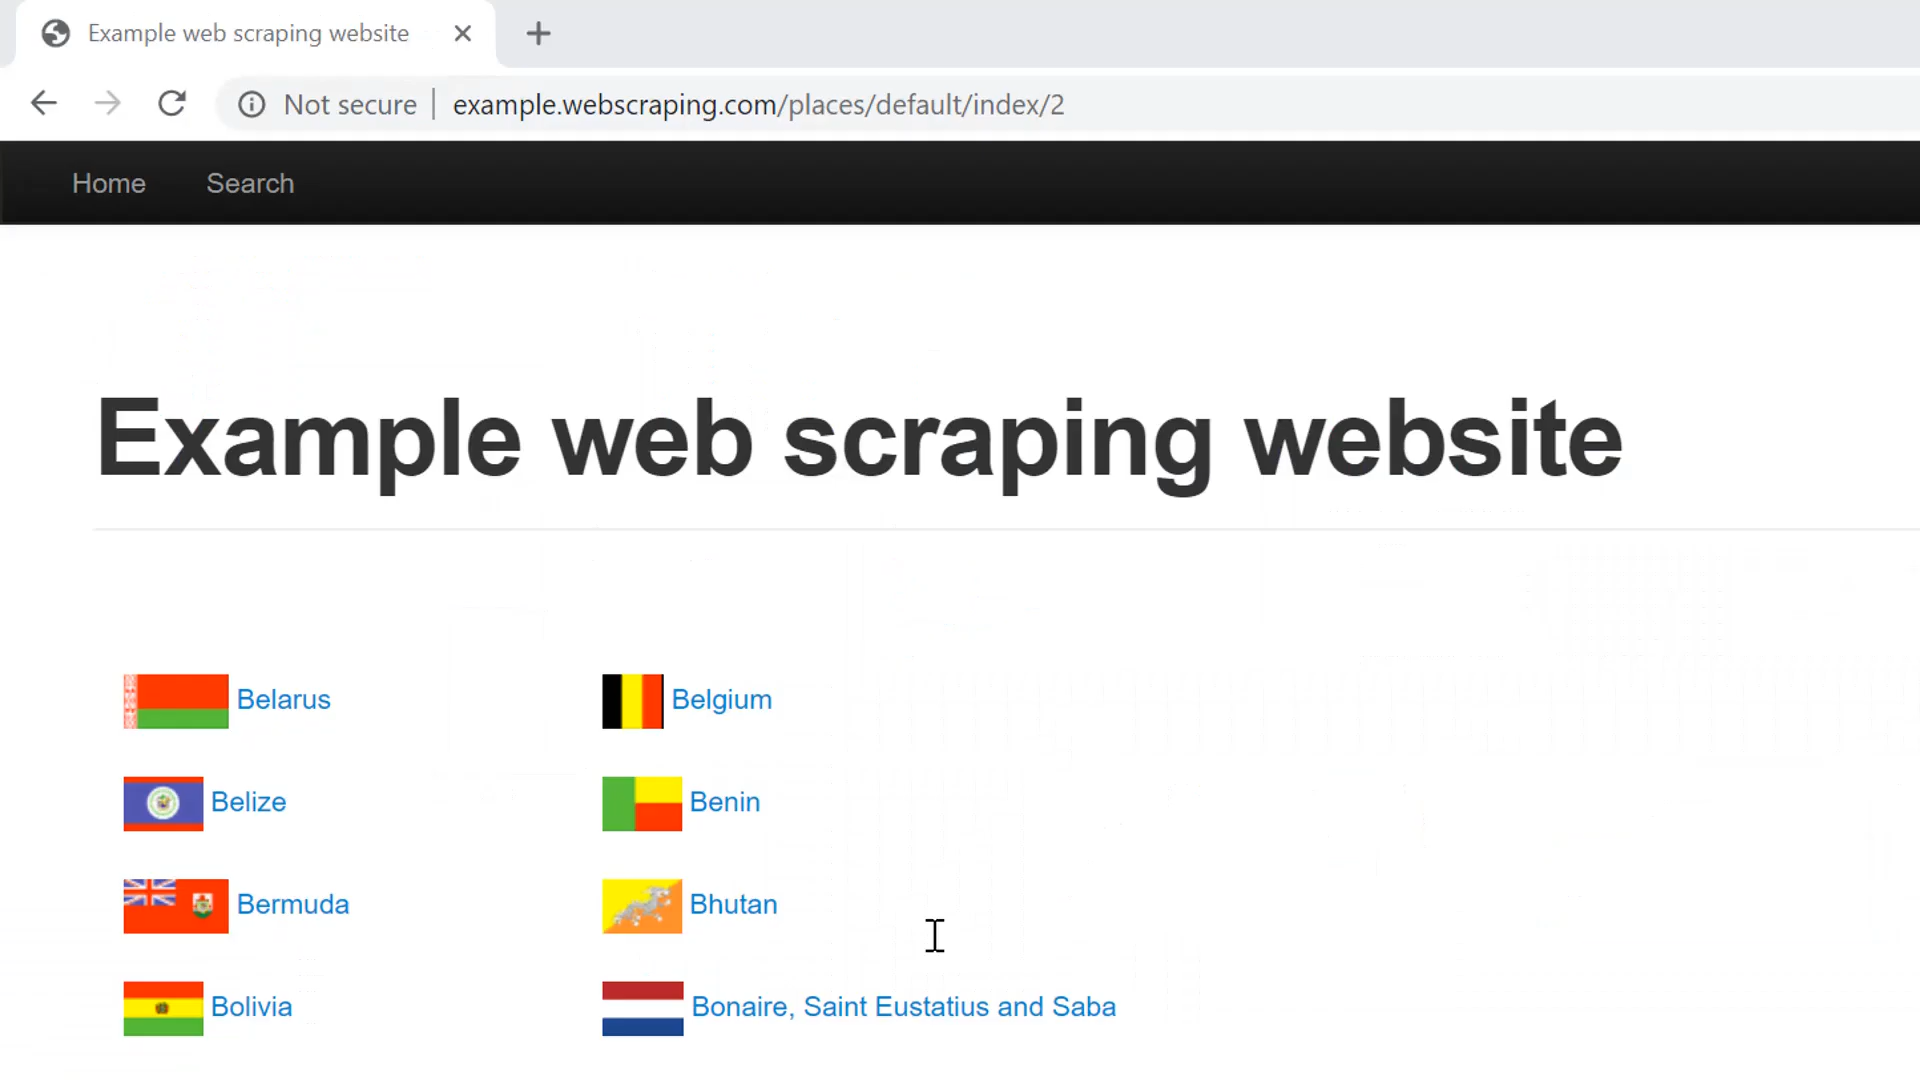 Example web scraping website
Not secure example.webscraping.com/places/default/index/2
Home Search
Example web scraping website
Belarus Belgium
Belize Benin
Bermuda Bhutan
Bolivia Bonaire, Saint Eustatius and Saba